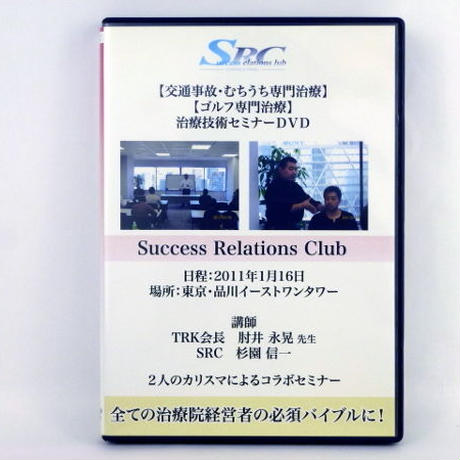 SRC
Success Relations Club
【交通事故・むちうち専門治療】
【ゴルフ専門治療】
治療技術セミナーDVD
Success Relations Club
日程：2011年1月16日
場所：東京・品川イーストワンタワー
講師
TRK会長　肘井 永晃 先生
SRC　杉園 信一
２人のカリスマによるコラボセミナー
全ての治療院経営者の必須バイブルに！